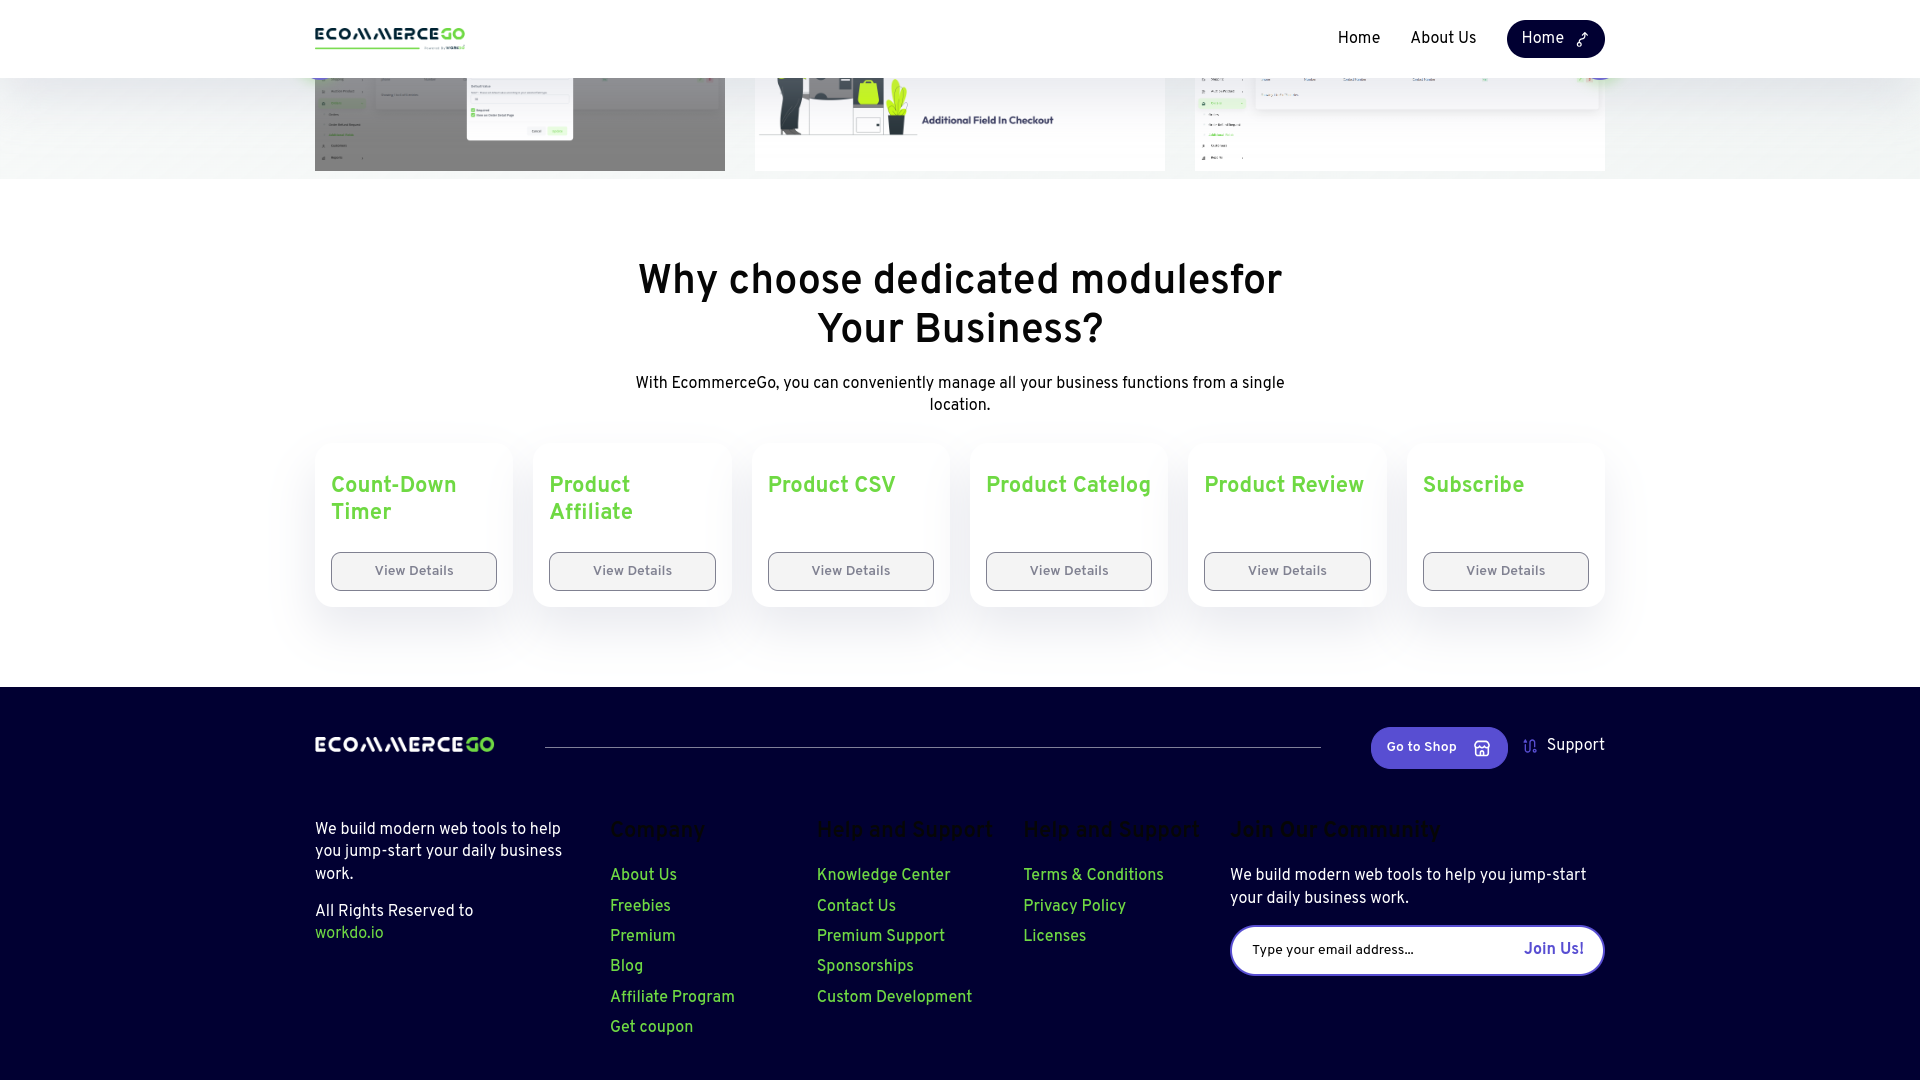 ECOMMERCEGO
Home
About Us
Home
Required
Cancel
Additional Field In Checkout
Why choose dedicated modulesfor
Your Business?
With EcommerceGo, you can conveniently manage all your business functions from a single
location.
Count-Down
Timer
View Details
Product
Affiliate
View Details
Product CSV
View Details
Product Catelog
View Details
Product Review
View Details
Subscribe
View Details
ECOMMERCEGO
Go to Shop
Support
We build modern web tools to help
you jump-start your daily business
work.
All Rights Reserved to
workdo.io
Company
About Us
Freebies
Premium
Blog
Affiliate Program
Get coupon
Help and Support
Knowledge Center
Contact Us
Premium Support
Sponsorships
Custom Development
Help and Support
Terms & Conditions
Privacy Policy
Licenses
Join Our Community
We build modern web tools to help you jump-start
your daily business work.
Type your email address...
Join Us!